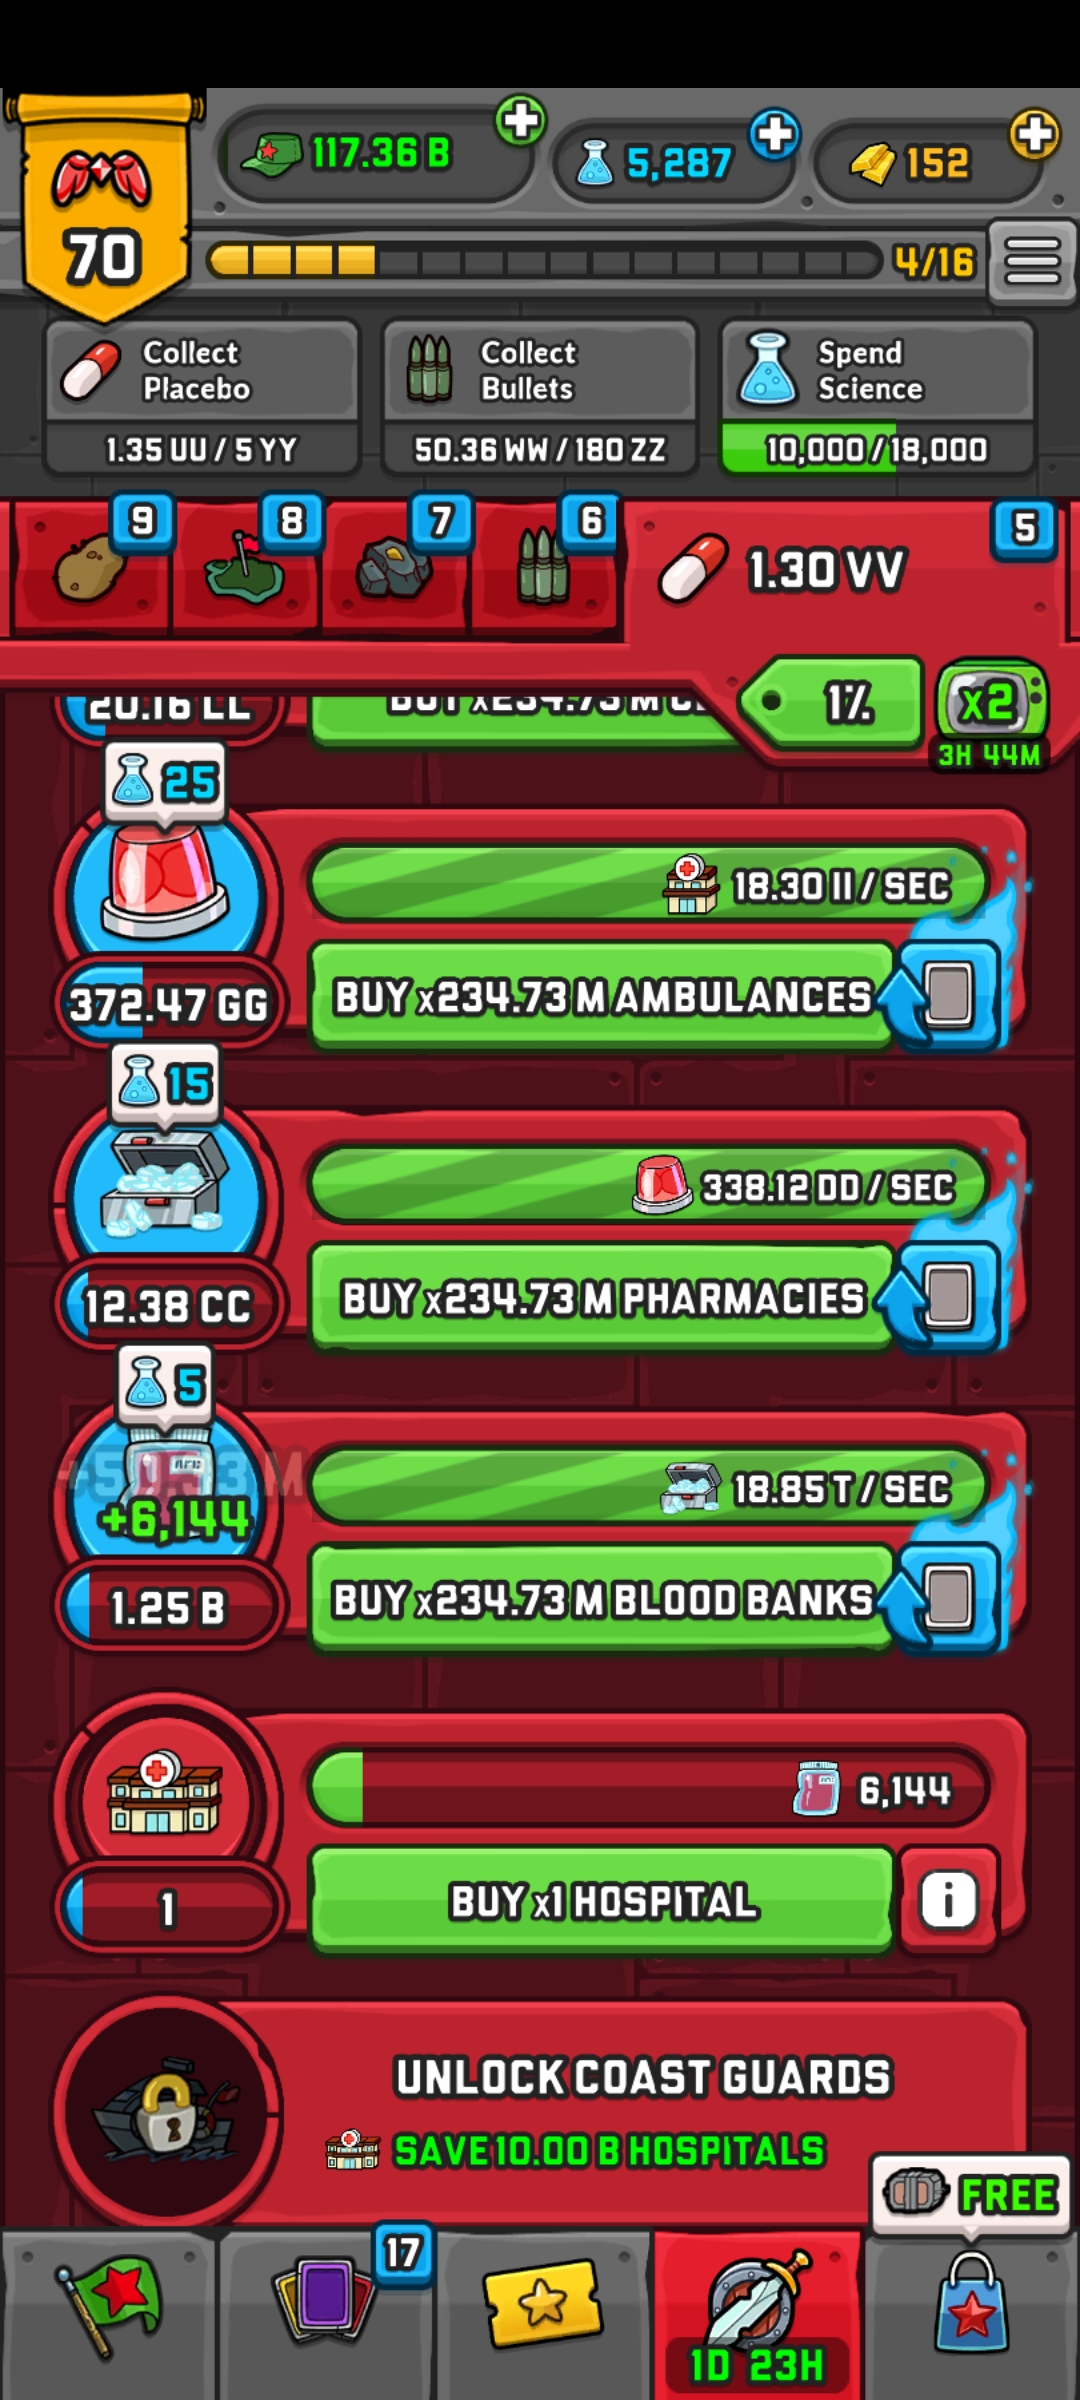 117.36 B
5,287
152
70
4/16
Collect
Placebo
1.35 UU / 5 YY
Collect
Bullets
50.36 WW / 180 ZZ
Spend
Science
10,000 / 18,000
9
8
7
6
5
1.30 VV
20.16 LL
1%
x2
3H 44M
25
18.30 II / SEC
372.47 GG
BUY x234.73 M AMBULANCES
15
338.12 DD / SEC
12.38 CC
BUY x234.73 M PHARMACIES
5
18.85 T / SEC
+6,144
1.25 B
BUY x234.73 M BLOOD BANKS
6,144
1
BUY x1 HOSPITAL
i
UNLOCK COAST GUARDS
SAVE 10.00 B HOSPITALS
FREE
17
1D 23H